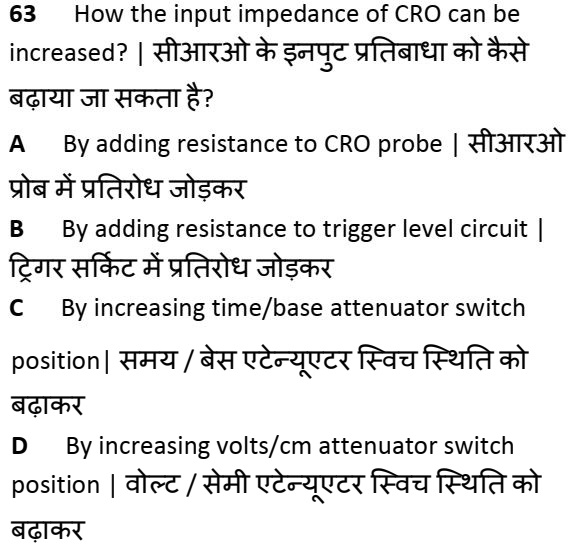 63 How the input impedance of CRO can be
increased? | सीआरओ के इनपुट प्रतिबाधा को कैसे
बढ़ाया जा सकता है?
A By adding resistance to CRO probe | सीआरओ
प्रोब में प्रतिरोध जोड़कर
B By adding resistance to trigger level circuit |
ट्रिगर सर्किट में प्रतिरोध जोड़कर
C By increasing time/base attenuator switch
position| समय / बेस एटेन्यूएटर स्विच स्थिति को
बढ़ाकर
D By increasing volts/cm attenuator switch
position | वोल्ट / सेमी एटेन्यूएटर स्विच स्थिति को
बढ़ाकर